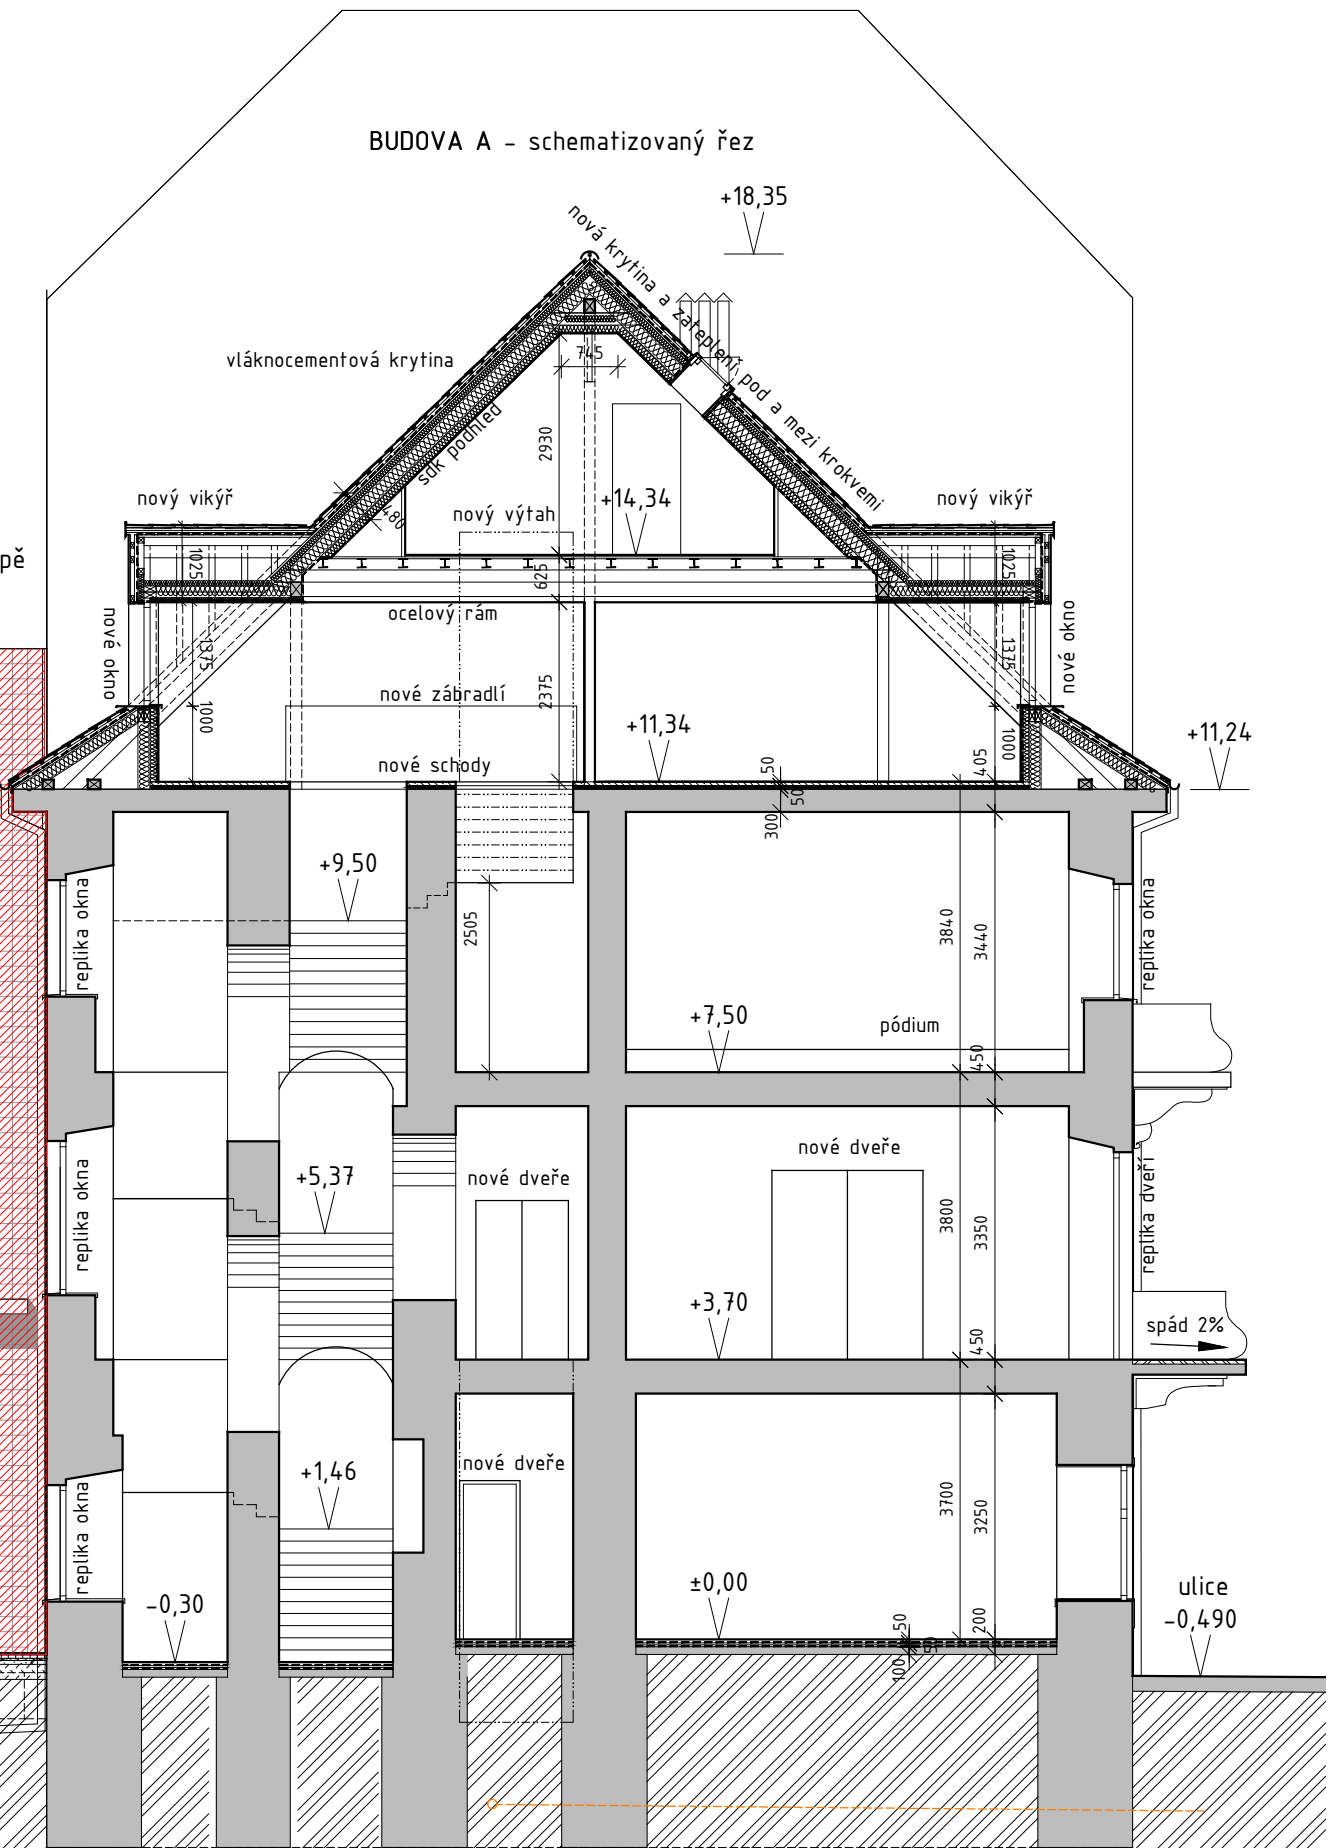 BUDOVA A - schematizovaný řez
+18,35
nová krytina a zateplení pod a mezi krokvemi
vláknocementová krytina
745
sdk podhled
2930
480
nový vikýř
nový výtah
+14,34
nový vikýř
pě
1025
625
1025
ocelový rám
nové okno
nové okno
1375
1375
nové zábradlí
2375
1000
+11,34
1000
+11,24
nové schody
50
405
50
300
+9,50
replika okna
2505
3840
3440
replika okna
+7,50
pódium
450
nové dveře
replika okna
+5,37
nové dveře
3800
3350
replika dveří
+3,70
spád 2%
450
nové dveře
+1,46
replika okna
3700
3250
-0,30
±0,00
ulice
-0,490
50
200
50
100